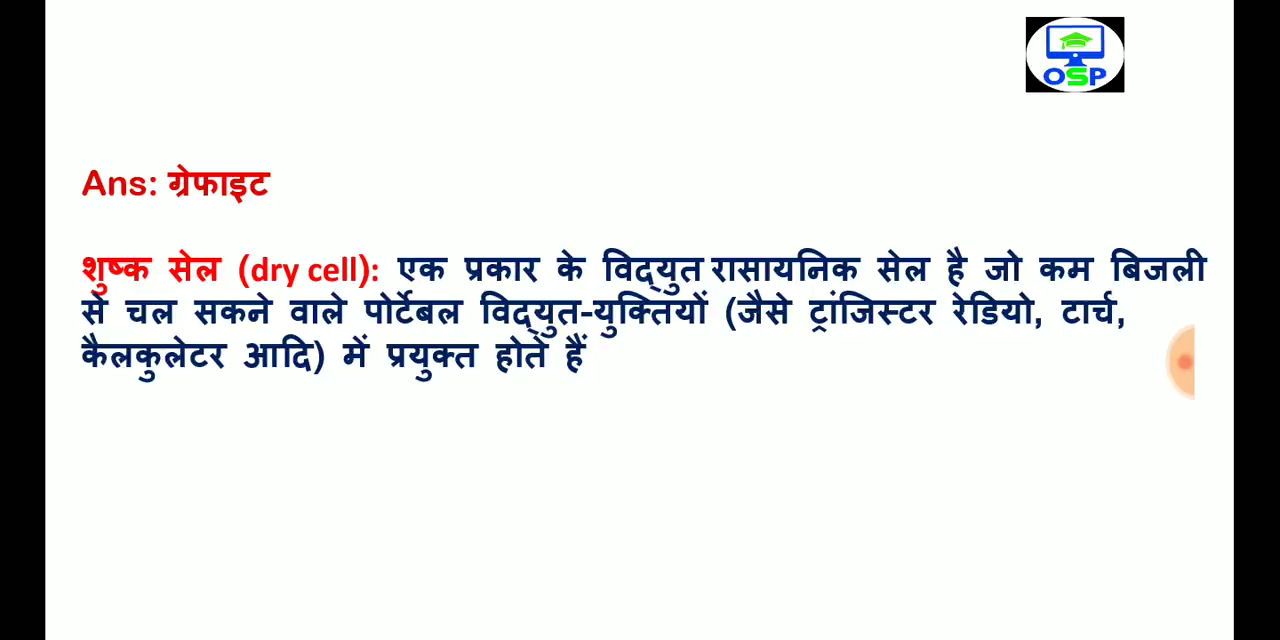 OSP
Ans: ग्रेफाइट
शुष्क सेल (dry cell): एक प्रकार के विद्‌युत रासायनिक सेल है जो कम बिजली
से चल सकने वाले पोर्टेबल विद्‌युत-युक्तियों (जैसे ट्रांजिस्टर रेडियो, टार्च,
कैलकुलेटर आदि) में प्रयुक्त होते हैं